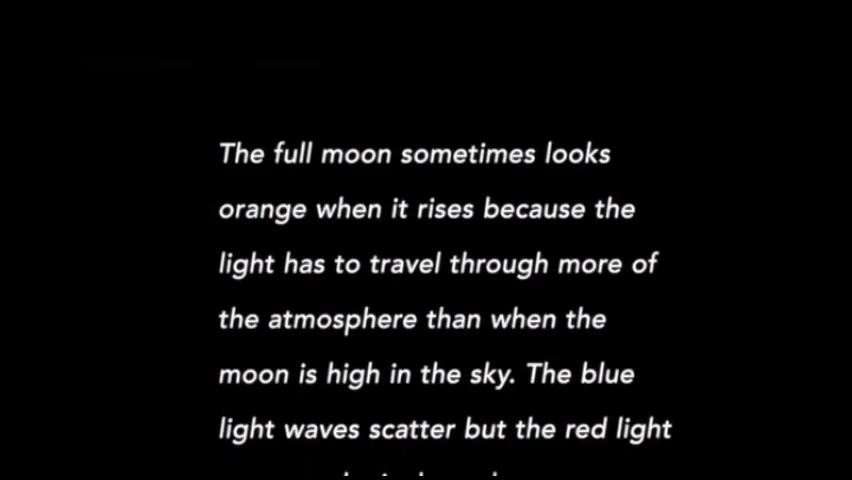 The full moon sometimes looks
orange when it rises because the
light has to travel through more of
the atmosphere than when the
moon is high in the sky. The blue
light waves scatter but the red light